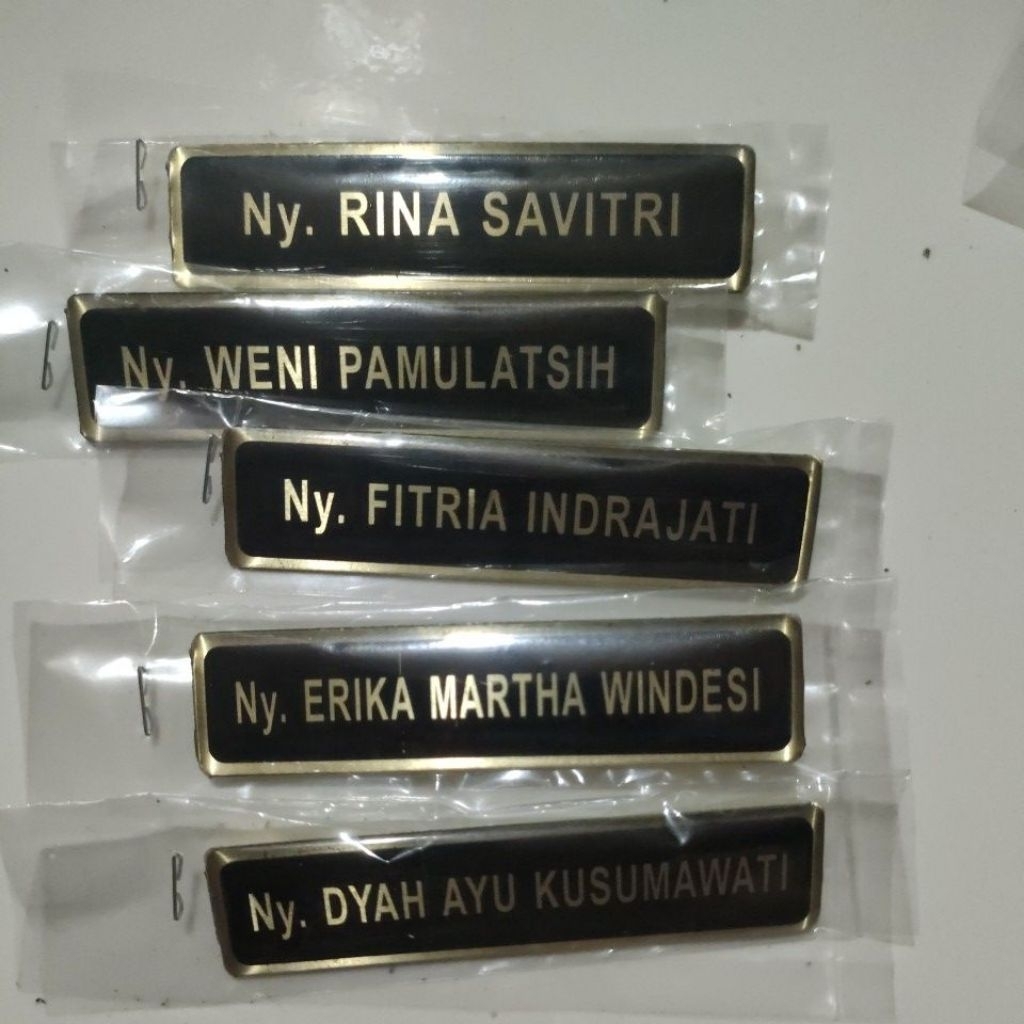 Ny. RINA SAVITRI
Ny. WENI PAMULATSIH
Ny. FITRIA INDRAJATI
Ny. ERIKA MARTHA WINDESI
Ny. DYAH AYU KUSUMAWATI